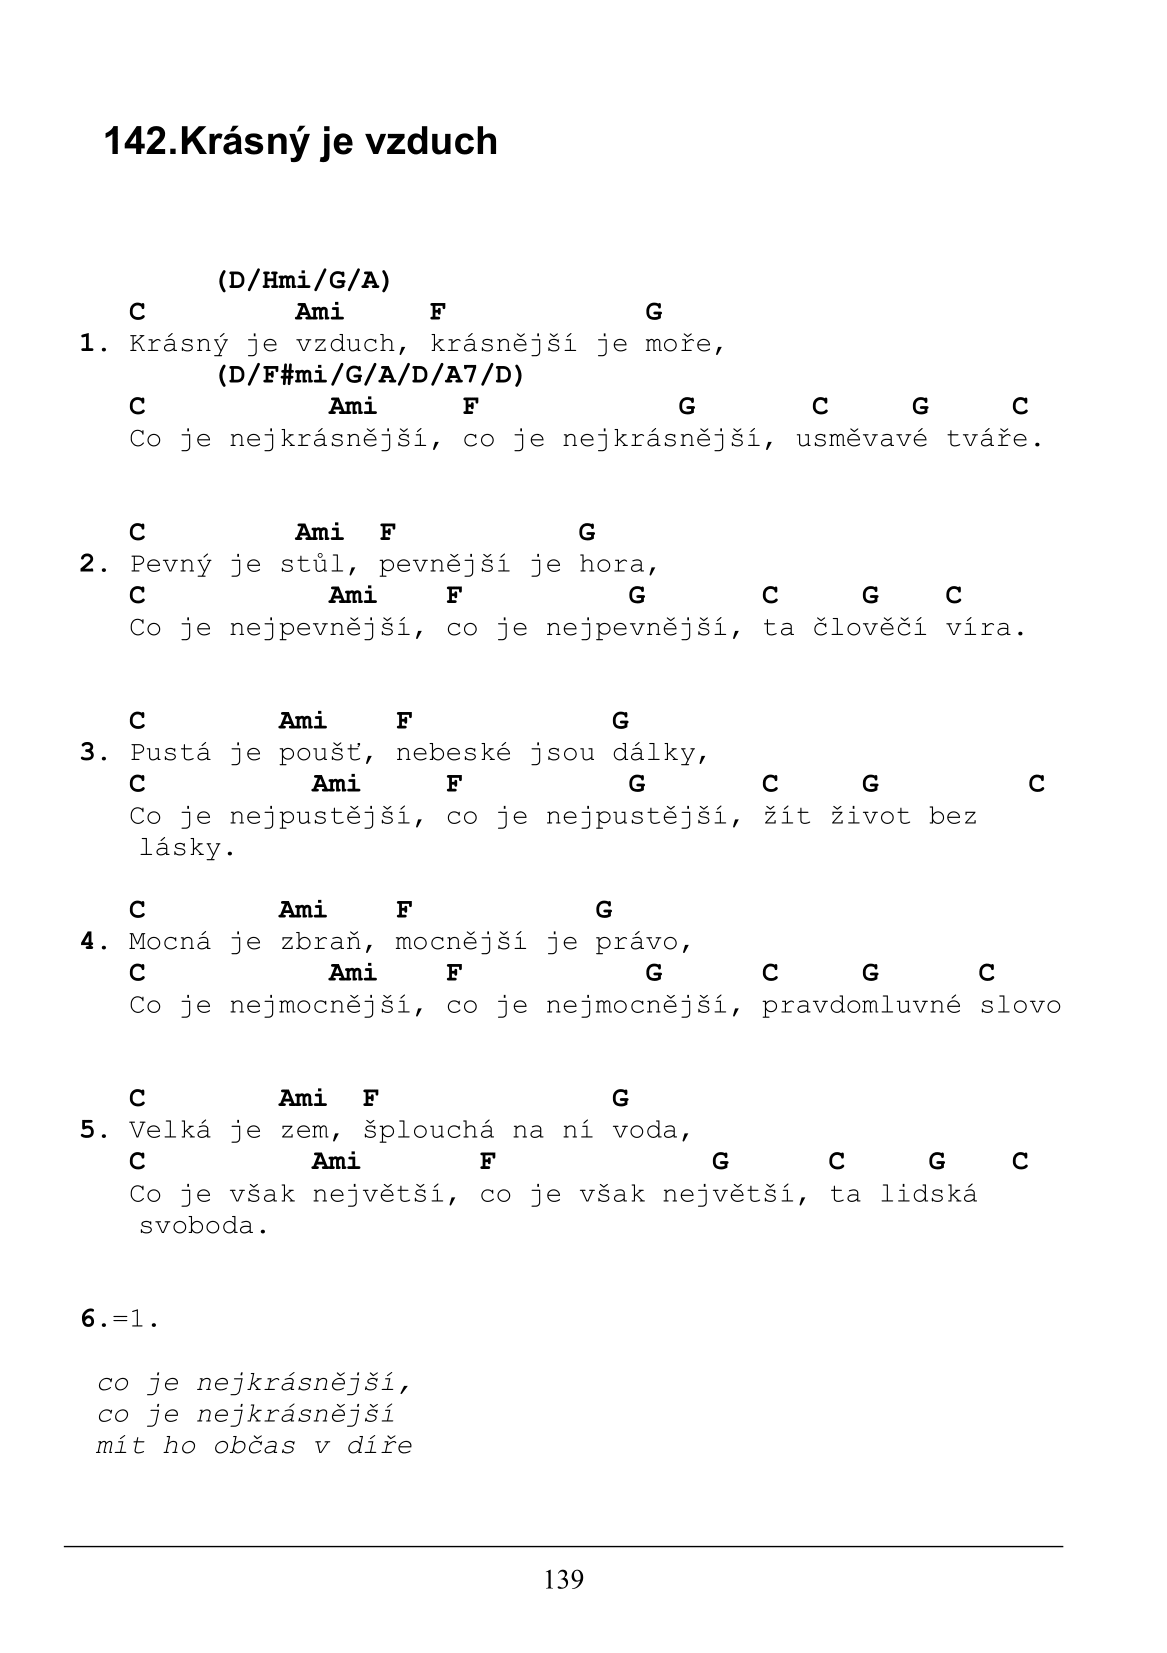 142.Krásný je vzduch
(D/Hmi/G/A)
C Ami F G
1. Krásný je vzduch, krásnější je moře,
(D/F#mi/G/A/D/A7/D)
C Ami F G C G C
Co je nejkrásnější, co je nejkrásnější, usměvavé tváře.
C Ami F G
2. Pevný je stůl, pevnější je hora,
C Ami F G C G C
Co je nejpevnější, co je nejpevnější, ta člověčí víra.
C Ami F G
3. Pustá je poušť, nebeské jsou dálky,
C Ami F G C G C
Co je nejpustější, co je nejpustější, žít život bez
lásky.
C Ami F G
4. Mocná je zbraň, mocnější je právo,
C Ami F G C G C
Co je nejmocnější, co je nejmocnější, pravdomluvné slovo
C Ami F G
5. Velká je zem, šplouchá na ní voda,
C Ami F G C G C
Co je však největší, co je však největší, ta lidská
svoboda.
6.=1.
co je nejkrásnější,
co je nejkrásnější
mít ho občas v díře
139